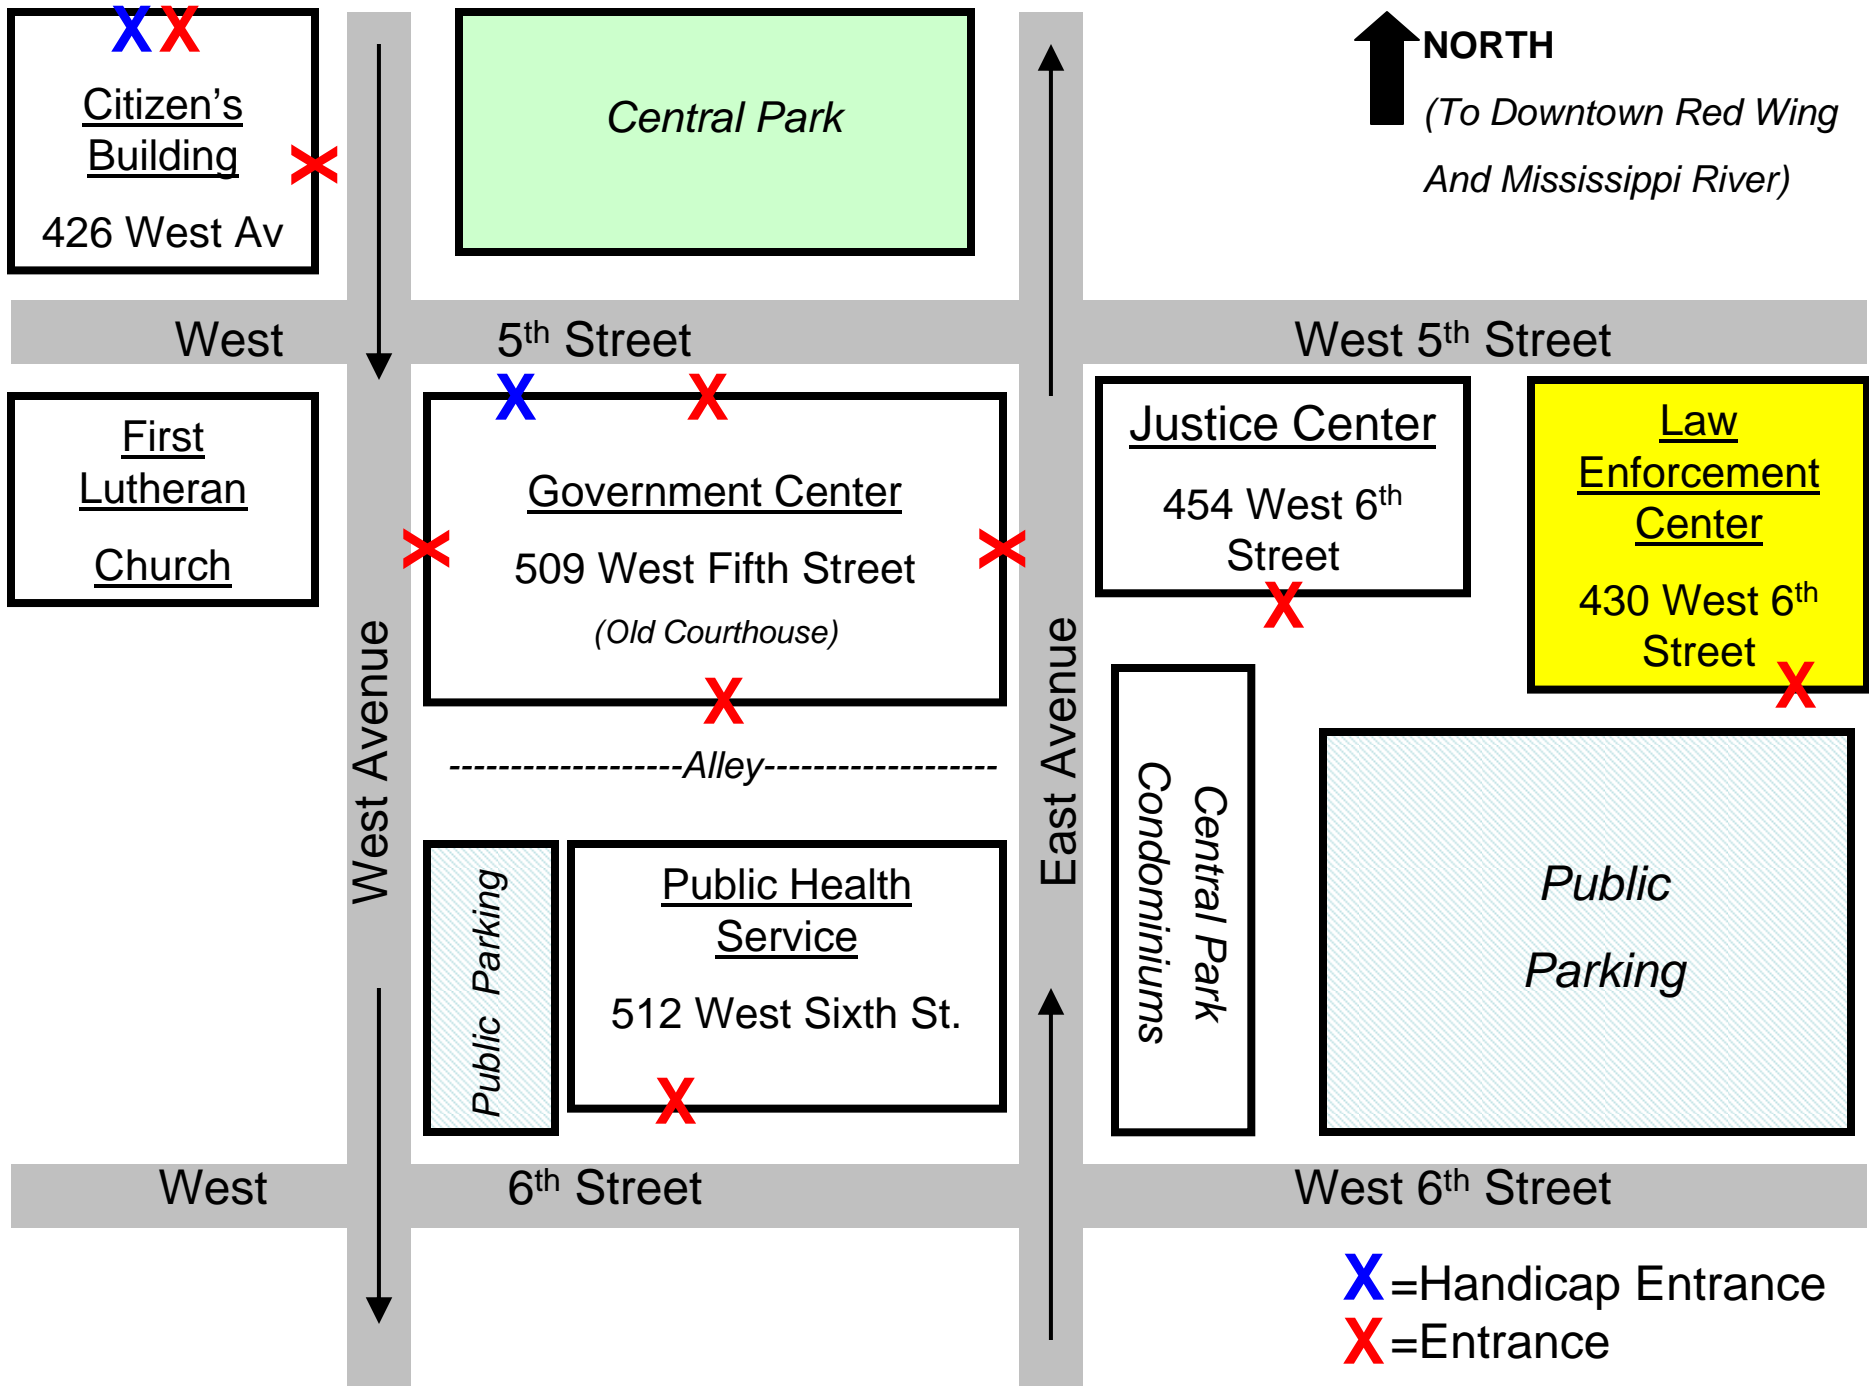 X X
Citizen's
Building
426 West Av
X
Central Park
NORTH
(To Downtown Red Wing
And Mississippi River)
West 5th Street
West 5th Street
First
Lutheran
Church
X X
Government Center
509 West Fifth Street
(Old Courthouse)
X X
X
Justice Center
454 West 6th
Street
X
Law
Enforcement
Center
430 West 6th
Street
X
West Avenue
-------------------Alley-------------------
East Avenue
Public Parking
Public Health
Service
512 West Sixth St.
X
Central Park
Condominiums
Public
Parking
West 6th Street
West 6th Street
X =Handicap Entrance
X =Entrance